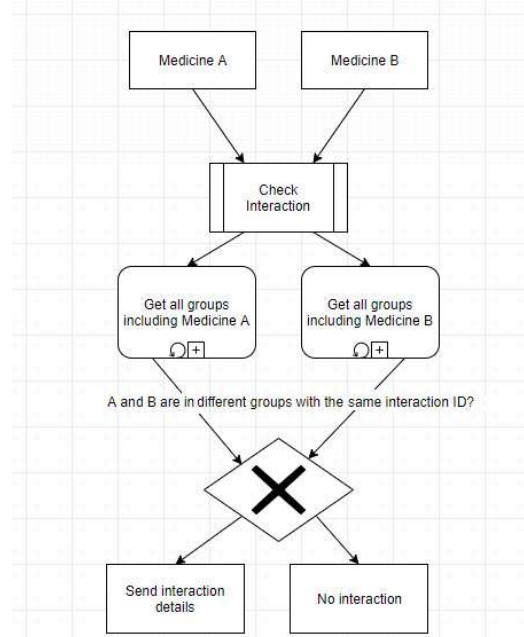 Medicine A
Medicine B
Check
Interaction
Get all groups
including Medicine A
Get all groups
including Medicine B
A and B are in different groups with the same interaction ID?
Send interaction
details
No interaction